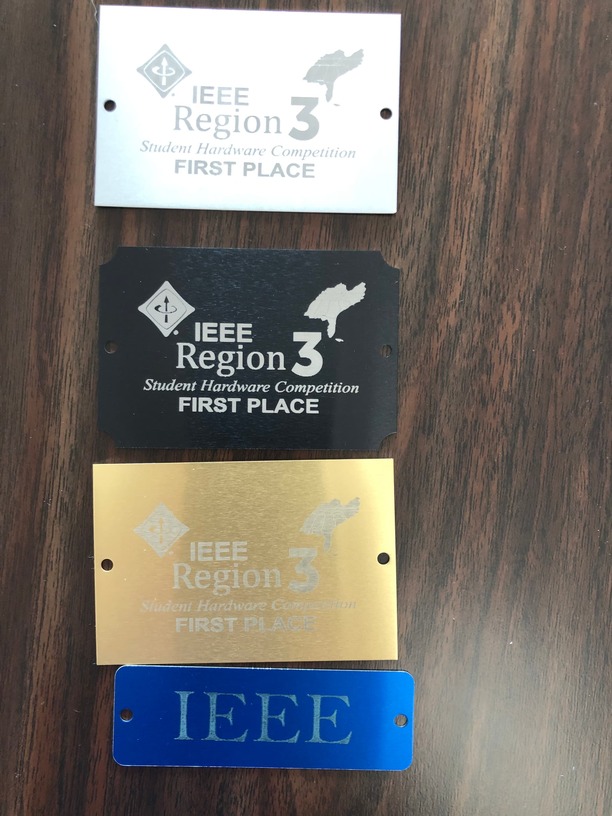 IEEE
Region 3
Student Hardware Competition
FIRST PLACE
IEEE
Region 3
Student Hardware Competition
FIRST PLACE
IEEE
Region 3
Student Hardware Competition
FIRST PLACE
IEEE